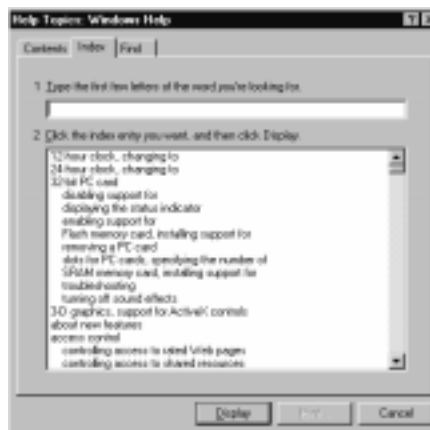 Help Topics: Windows Help
Contents Index Find
1 Type the first few letters of the word you're looking for.
2 Click the index entry you want, and then click Display.
12 hour clock, changing to
24 hour clock, changing to
32-bit PC card
disabling support for
displaying the status indicator
enabling support for
Flash memory card, installing support for
removing a PC card
slots for PC cards, specifying the number of
SRAM memory card, installing support for
troubleshooting
turning off sound effects
3-D graphics, support for ActiveX controls
about new features
access control
controlling access to rated Web pages
controlling access to shared resources
Display Print Cancel